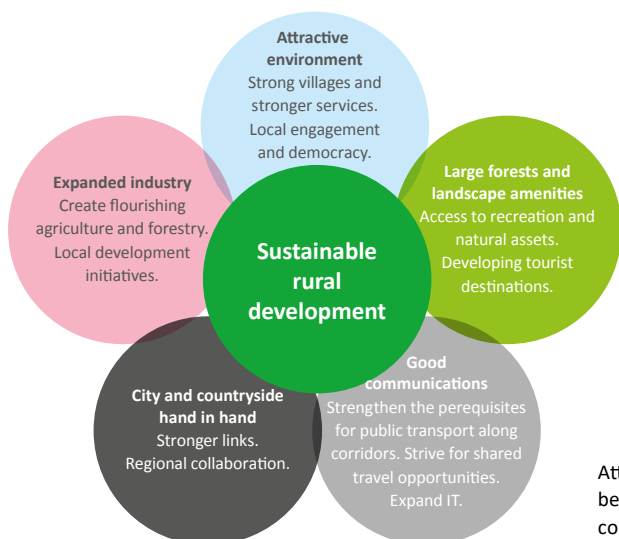 Attractive
environment
Strong villages and
stronger services.
Local engagement
and democracy.
Expanded industry
Create flourishing
agriculture and forestry.
Local development
initiatives.
Large forests and
landscape amenities
Access to recreation and
natural assets.
Developing tourist
destinations.
Sustainable
rural
development
City and countryside
hand in hand
Stronger links.
Regional collaboration.
Good
communications
Strengthen the perequisites
for public transport along
corridors. Strive for shared
travel opportunities.
Expand IT.
be
co